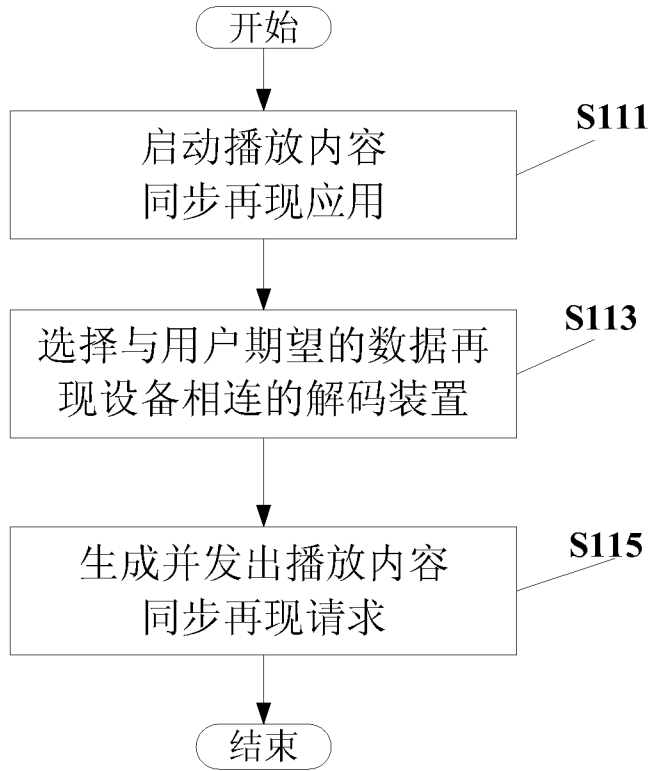 开始
S111
启动播放内容
同步再现应用
S113
选择与用户期望的数据再
现设备相连的解码装置
S115
生成并发出播放内容
同步再现请求
结束